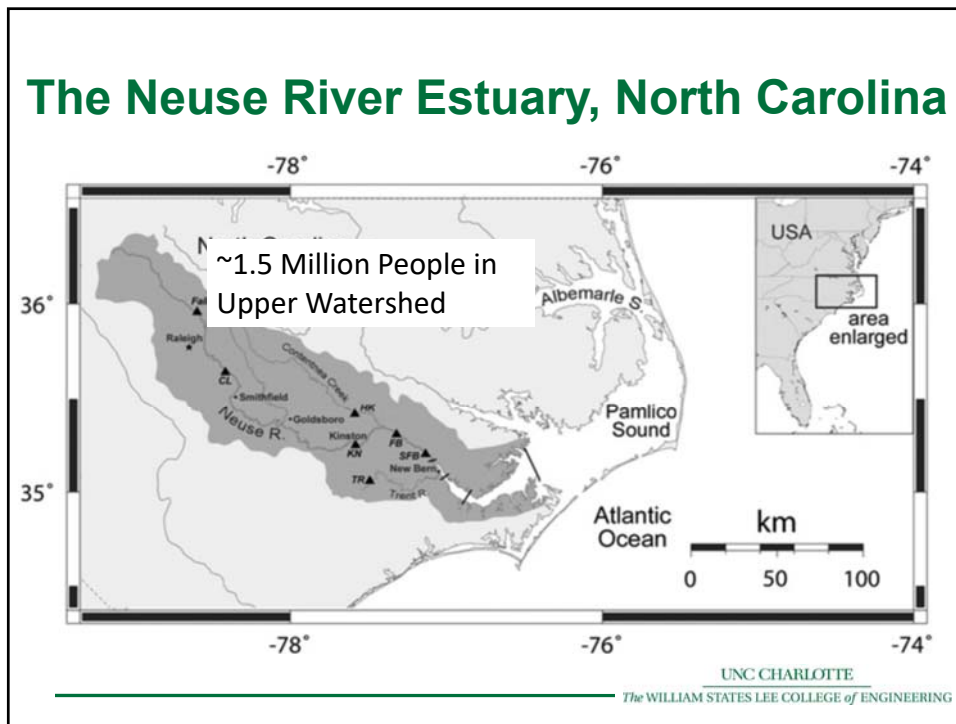 The Neuse River Estuary, North Carolina
-78˚
-76˚
-74˚
USA
~1.5 Million People in
Upper Watershed
Albemarle S.
36˚
area
enlarged
Raleigh
Contentnea Creek
CL
Smithfield
HK
Pamlico
Sound
Neuse R.
Goldsboro
Kinston
FB
KN
SFB
New Bern
TR
Trent R.
35˚
Atlantic
Ocean
km
0 50 100
-78˚
-76˚
-74˚
UNC CHARLOTTE
The WILLIAM STATES LEE COLLEGE of ENGINEERING